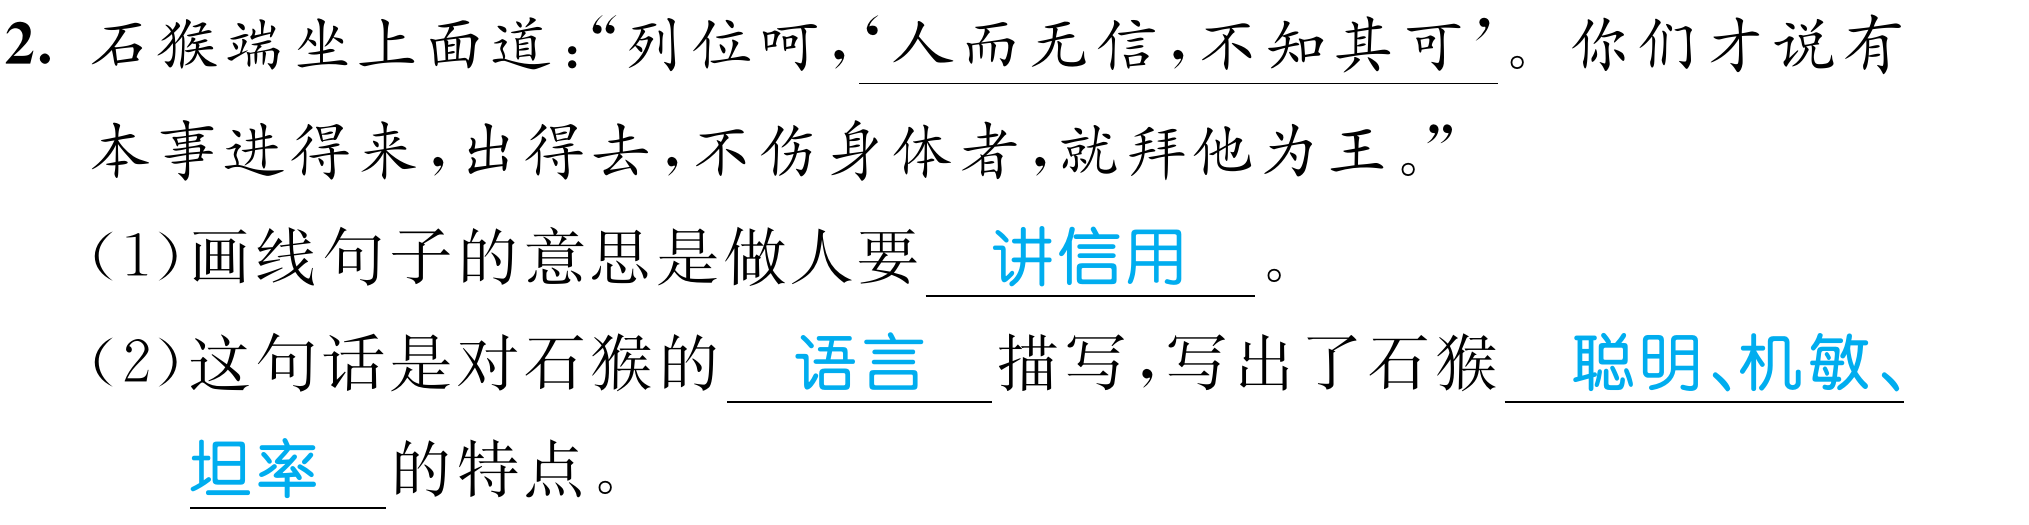 2. 石猴端坐上面道:“列位呵,‘人而无信,不知其可’。你们才说有
本事进得来,出得去,不伤身体者,就拜他为王。”
(1)画线句子的意思是做人要 讲信用 。
(2)这句话是对石猴的 语言 描写,写出了石猴 聪明、机敏、
坦率 的特点。